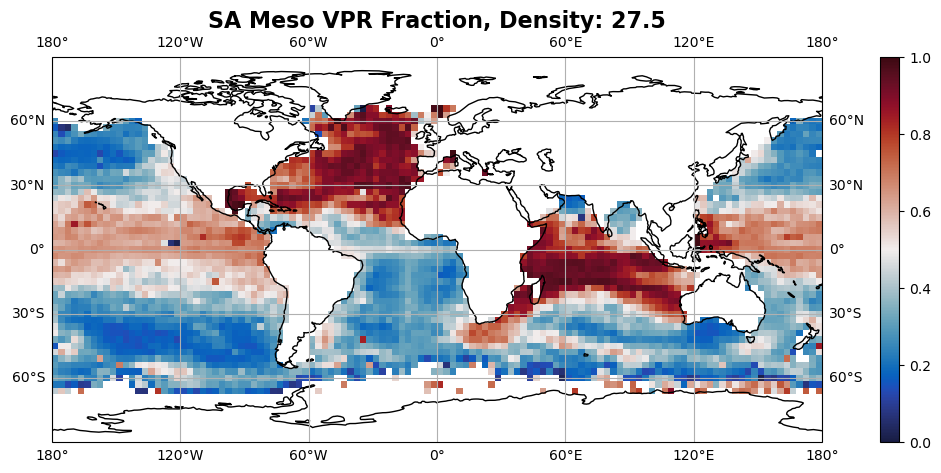 SA Meso VPR Fraction, Density: 27.5
180° 120°W 60°W 0° 60°E 120°E 180°
1.0
60°N 60°N
0.8
30°N 30°N
0.6
0° 0°
0.4
30°S 30°S
0.2
60°S 60°S
0.0
180° 120°W 60°W 0° 60°E 120°E 180°